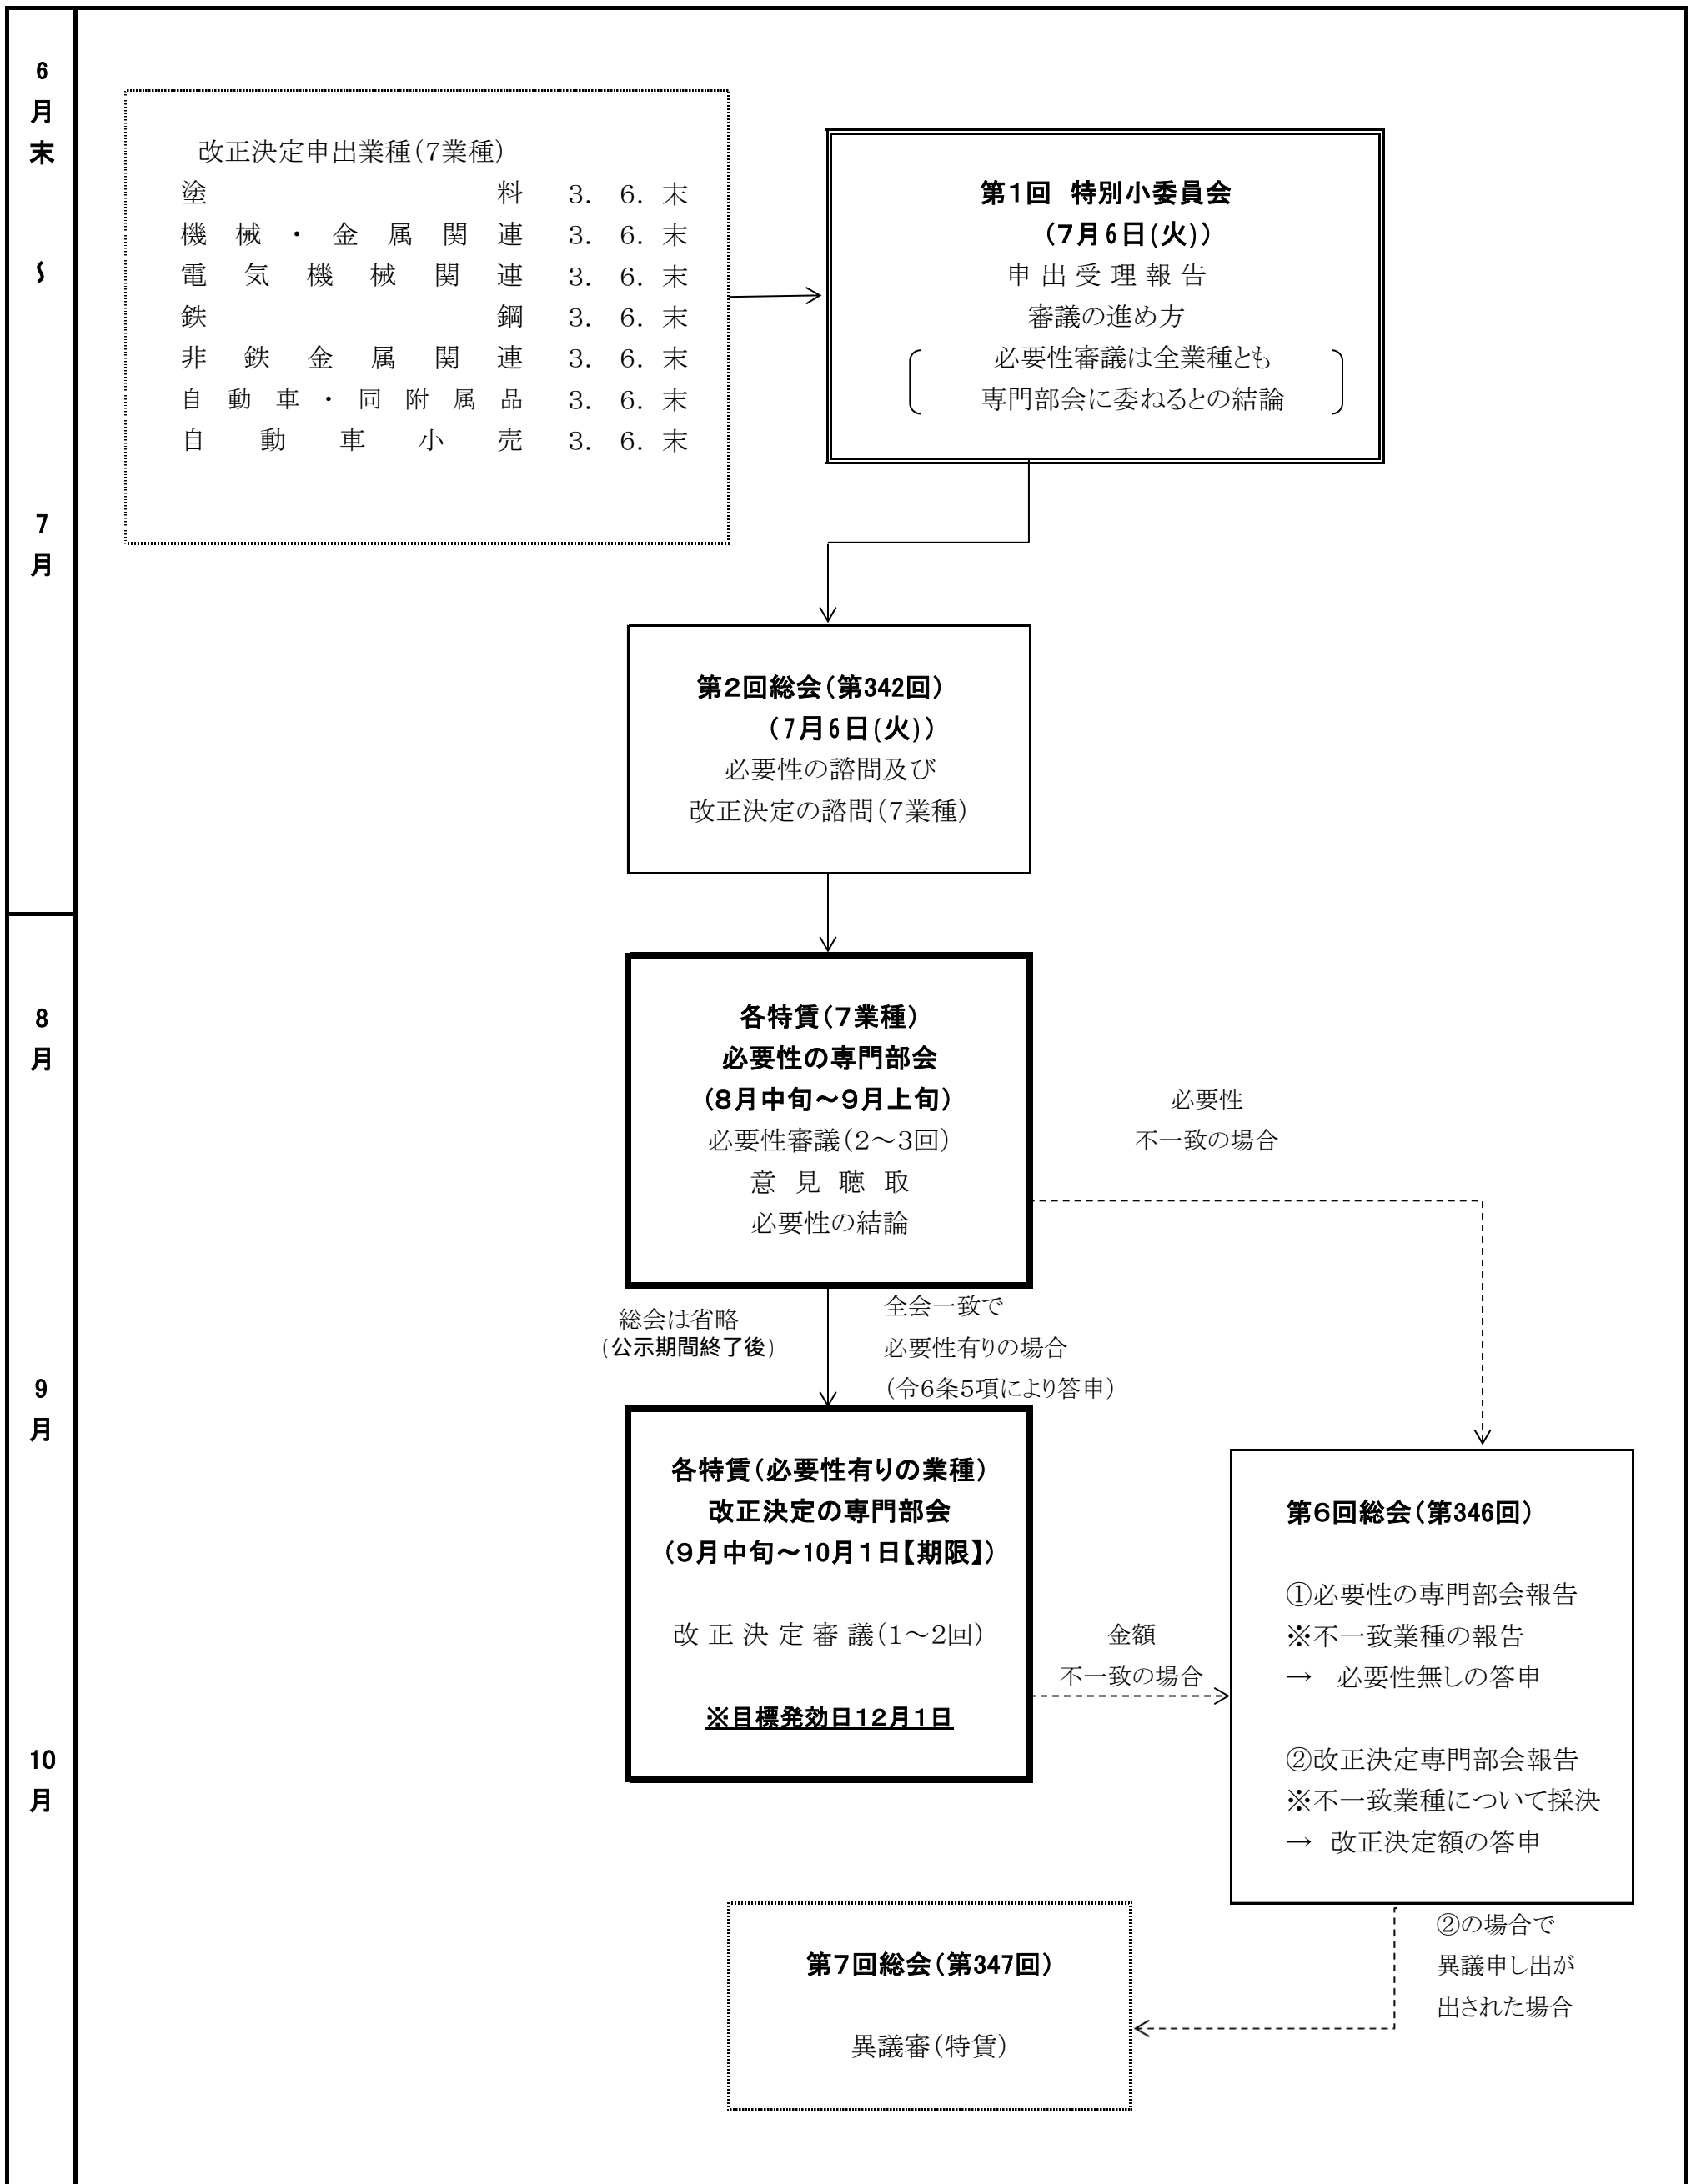 6
月
末
～
7
月
改正決定申出業種(7業種)
塗料 3. 6. 末
機械・金属関連 3. 6. 末
電気機械関連 3. 6. 末
鉄鋼 3. 6. 末
非鉄金属関連 3. 6. 末
自動車・同附属品 3. 6. 末
自動車小売 3. 6. 末
第1回 特別小委員会
(7月6日(火))
申出受理報告
審議の進め方
必要性審議は全業種とも
専門部会に委ねるとの結論
第2回総会(第342回)
(7月6日(火))
必要性の諮問及び
改正決定の諮問(7業種)
8
月
各特賃(7業種)
必要性の専門部会
(8月中旬～9月上旬)
必要性審議(2～3回)
意見聴取
必要性の結論
必要性
不一致の場合
総会は省略
(公示期間終了後)
全会一致で
必要性有りの場合
(令6条5項により答申)
9
月
各特賃(必要性有りの業種)
改正決定の専門部会
(9月中旬～10月1日【期限】)
改正決定審議(1～2回)
※目標発効日12月1日
金額
不一致の場合
第6回総会(第346回)
①必要性の専門部会報告
※不一致業種の報告
→ 必要性無しの答申
②改正決定専門部会報告
※不一致業種について採決
→ 改正決定額の答申
10
月
②の場合で
異議申し出が
出された場合
第7回総会(第347回)
異議審(特賃)